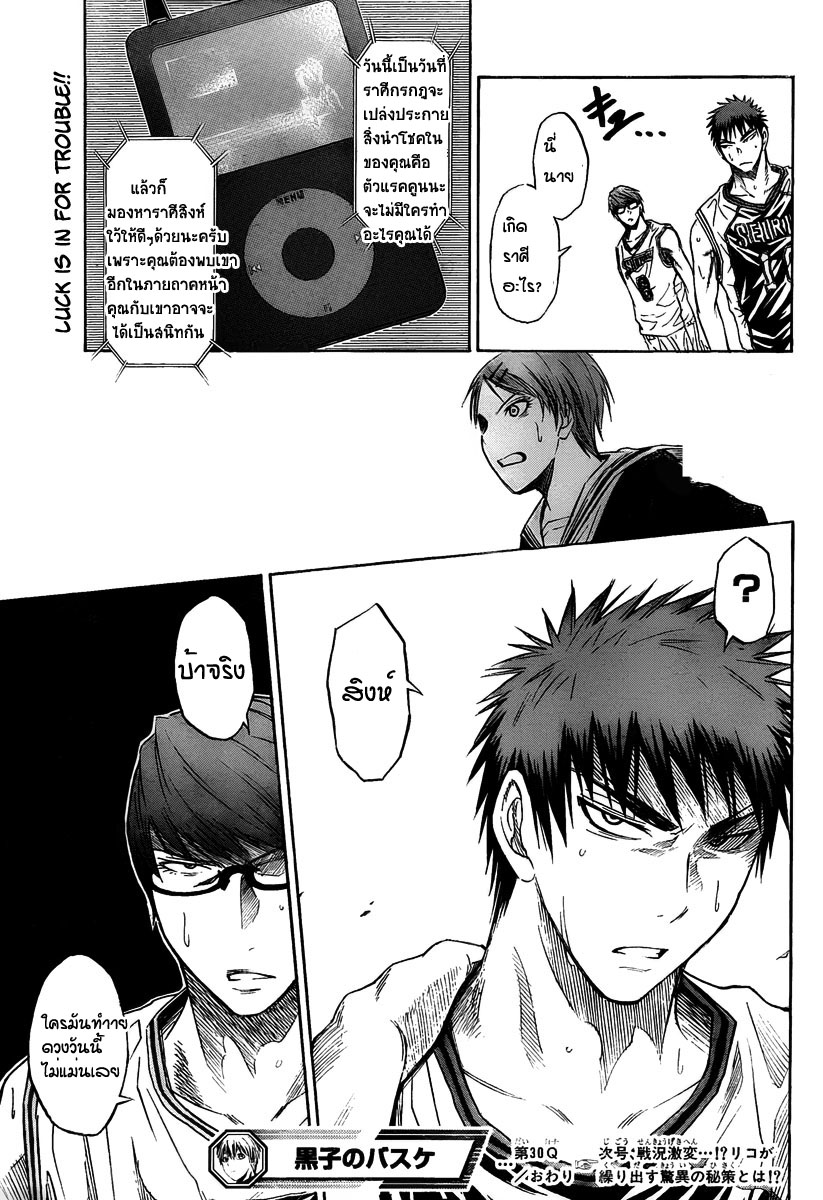 นี่
นาย
เกิด
ราศี
อะไร?
SEIRIN
วันนี้เป็นวันที่
ราศีกรกฎจะ
เปล่งประกาย
สิ่งนำโชคใน
ของคุณคือ
ตัวแรคคูนนะ
จะไม่มีใครทำ
อะไรคุณได้
MENU
แล้วก็
มองหาราศีสิงห์
ไว้ให้ดีๆด้วยนะครับ
เพราะคุณต้องพบเขา
อีกในภายภาคหน้า
คุณกับเขาอาจจะ
ได้เป็นสนิทกัน
LUCK IS IN FOR TROUBLE!!
?
สิงห์
บ้าจริง
ใครมันทำาย
ดวงวันนี้
ไม่แม่นเลย
黒子のバスケ
第30Q
…/おわり
次号、戦況激変…!?リコが
繰り出す驚異の秘策とは!?